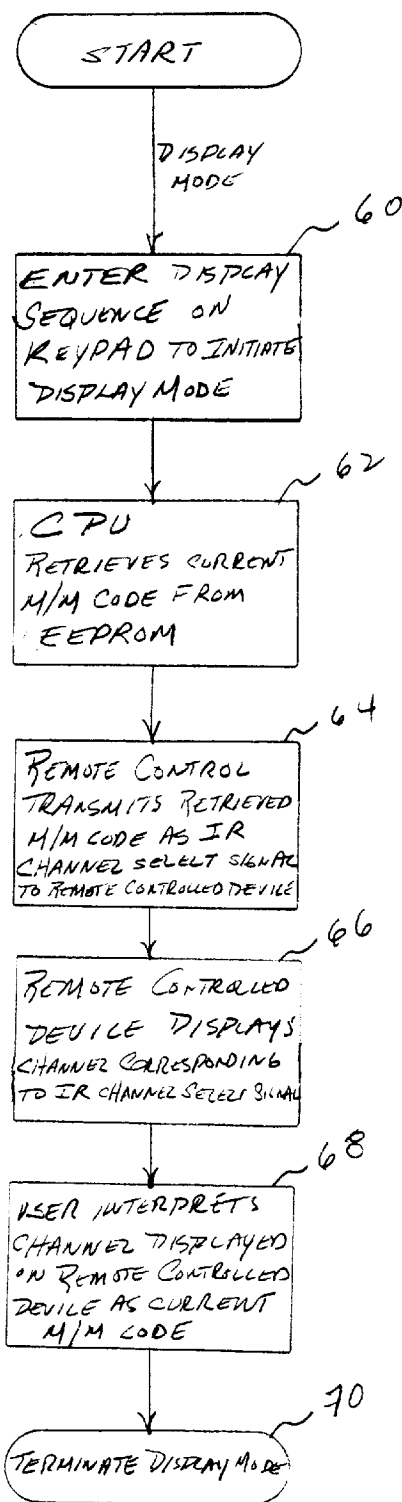 START
DISPLAY
MODE
60
ENTER DISPLAY
SEQUENCE ON
KEYPAD TO INITIATE
DISPLAY MODE
62
CPU
RETRIEVES CURRENT
M/M CODE FROM
EEPROM
64
REMOTE CONTROL
TRANSMITS RETRIEVED
M/M CODE AS IR
CHANNEL SELECT SIGNAL
TO REMOTE CONTROLLED DEVICE
66
REMOTE CONTROLLED
DEVICE DISPLAYS
CHANNEL CORRESPONDING
TO IR CHANNEL SELECT SIGNAL
68
USER INTERPRETS
CHANNEL DISPLAYED
ON REMOTE CONTROLLED
DEVICE AS CURRENT
M/M CODE
70
TERMINATE DISPLAY MODE